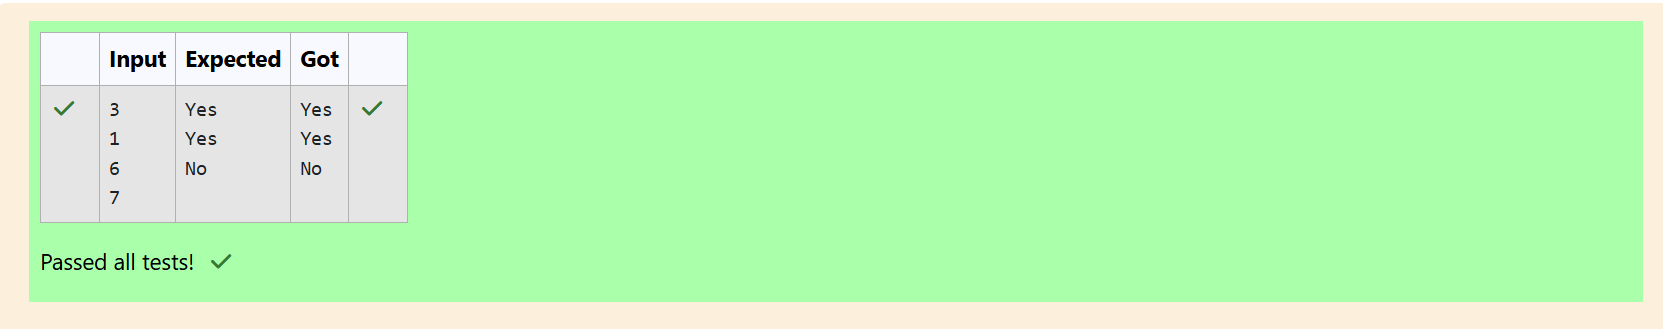 Input Expected Got
3 Yes Yes
1 Yes Yes
6 No No
7
Passed all tests!